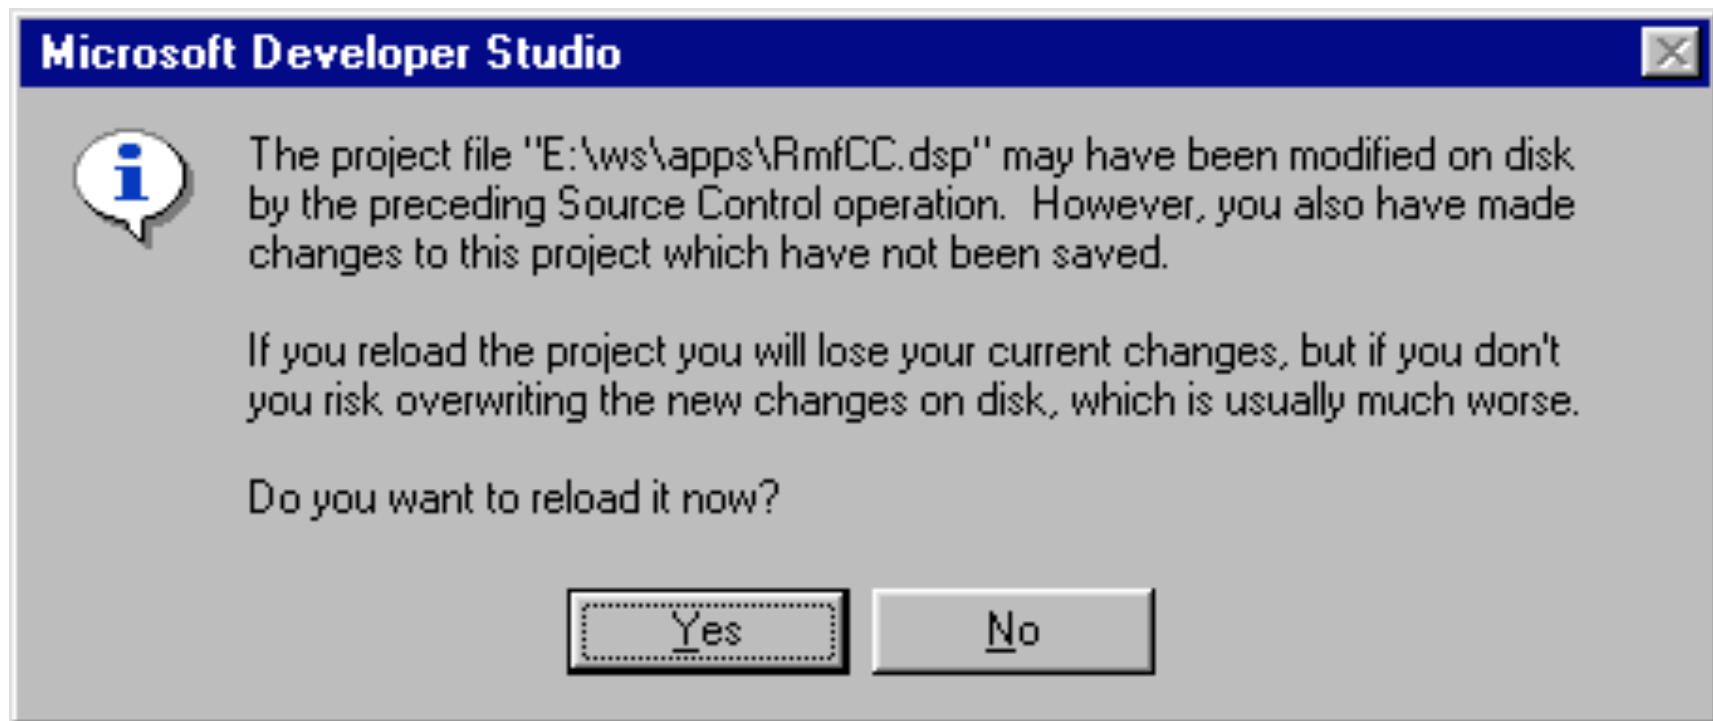 Microsoft Developer Studio
The project file "E:\ws\apps\RmfCC.dsp" may have been modified on disk
by the preceding Source Control operation.  However, you also have made
changes to this project which have not been saved.
If you reload the project you will lose your current changes, but if you don't
you risk overwriting the new changes on disk, which is usually much worse.
Do you want to reload it now?
Yes No